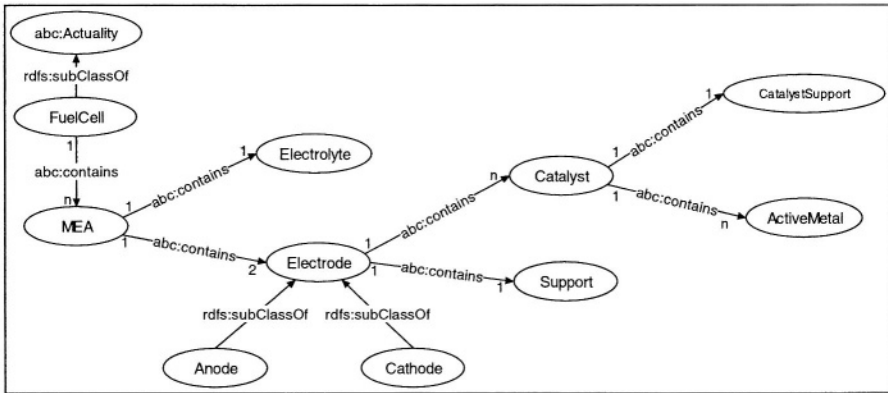 abc:Actuality
rdfs:subClassOf
FuelCell
1
abc:contains
n
MEA
1
abc:contains
1
Electrolyte
1
abc:contains
2
Electrode
1
abc:contains
n
Catalyst
1
abc:contains
1
CatalystSupport
1
abc:contains
n
ActiveMetal
1
abc:contains
1
Support
rdfs:subClassOf
rdfs:subClassOf
Anode
Cathode